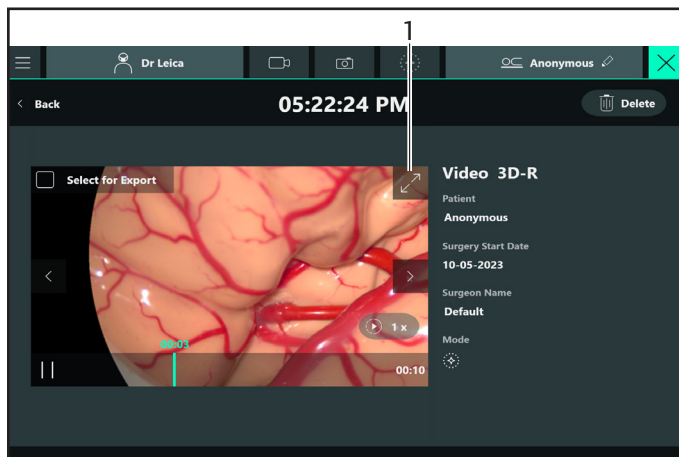 1
Dr Leica
Anonymous
Back
05:22:24 PM
Delete
Select for Export
1 x
00:03
00:10
Video 3D-R
Patient
Anonymous
Surgery Start Date
10-05-2023
Surgeon Name
Default
Mode